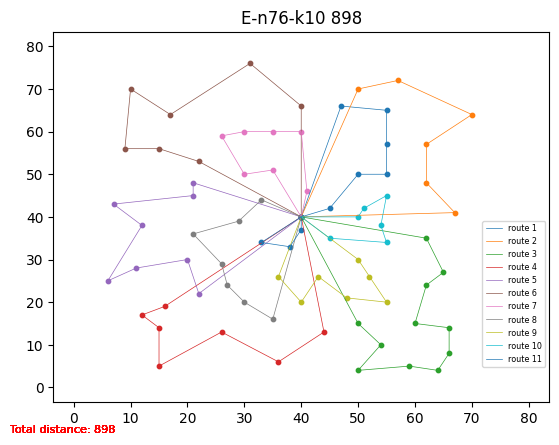 E-n76-k10 898
80
70
60
50
40
30
20
10
0
0 10 20 30 40 50 60 70 80
route 1
route 2
route 3
route 4
route 5
route 6
route 7
route 8
route 9
route 10
route 11
Total distance: 898